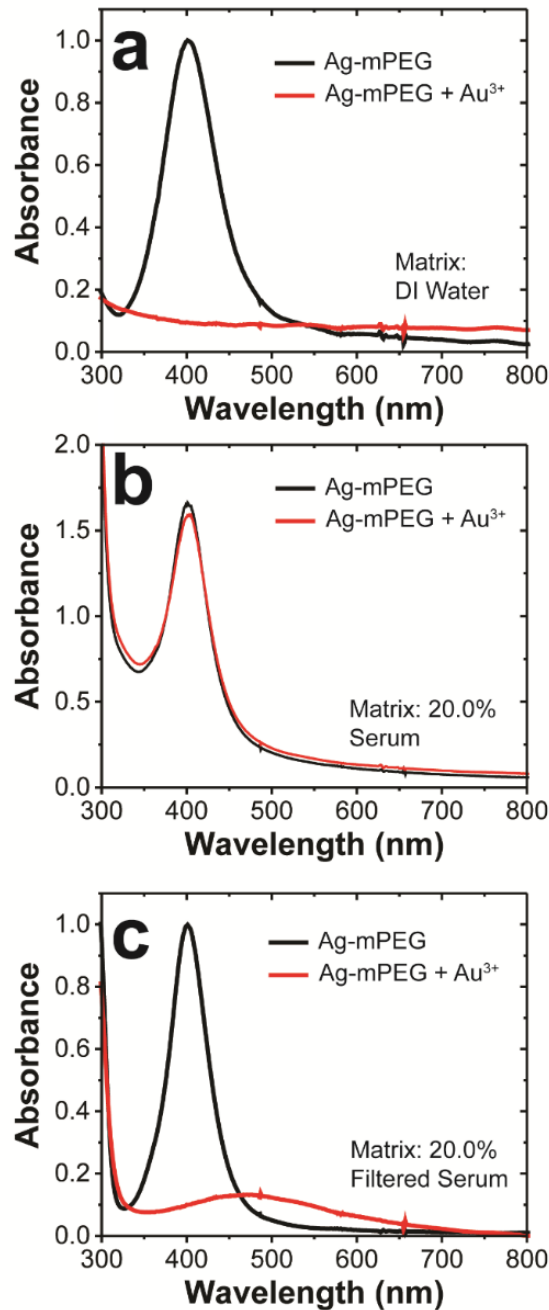 a
Ag-mPEG
Ag-mPEG + Au³⁺
Matrix:
DI Water
Absorbance
1.0
0.8
0.6
0.4
0.2
0.0
300 400 500 600 700 800
Wavelength (nm)
b
Ag-mPEG
Ag-mPEG + Au³⁺
Matrix: 20.0%
Serum
Absorbance
2.0
1.5
1.0
0.5
0.0
300 400 500 600 700 800
Wavelength (nm)
c
Ag-mPEG
Ag-mPEG + Au³⁺
Matrix: 20.0%
Filtered Serum
Absorbance
1.0
0.8
0.6
0.4
0.2
0.0
300 400 500 600 700 800
Wavelength (nm)